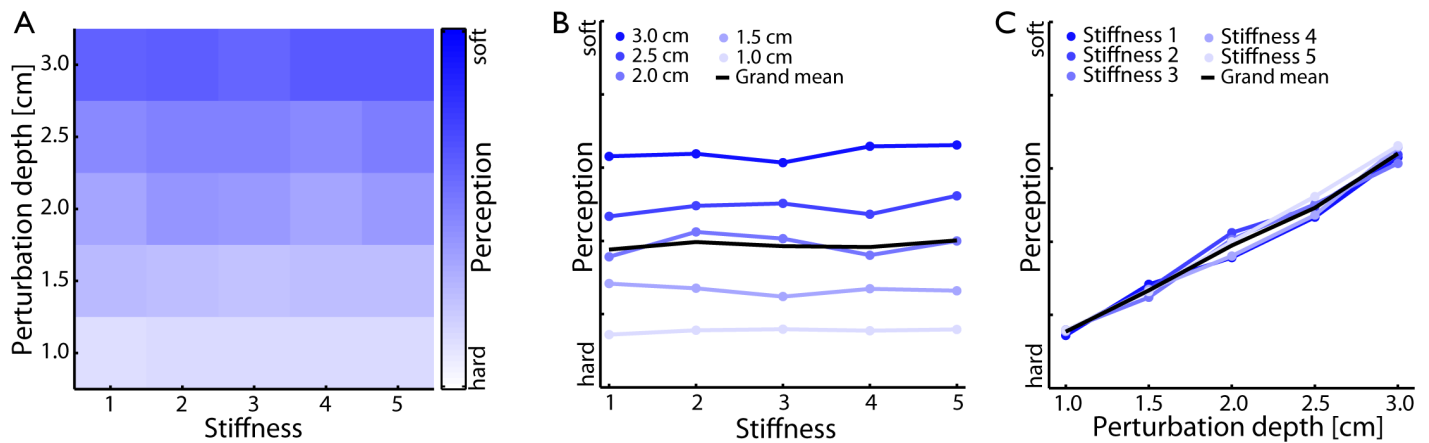 A
Perturbation depth [cm]
3.0
2.5
2.0
1.5
1.0
1 2 3 4 5
Stiffness
soft
Perception
hard
B
3.0 cm
2.5 cm
2.0 cm
1.5 cm
1.0 cm
Grand mean
soft
Perception
hard
1 2 3 4 5
Stiffness
C
Stiffness 1
Stiffness 2
Stiffness 3
Stiffness 4
Stiffness 5
Grand mean
soft
Perception
hard
1.0 1.5 2.0 2.5 3.0
Perturbation depth [cm]